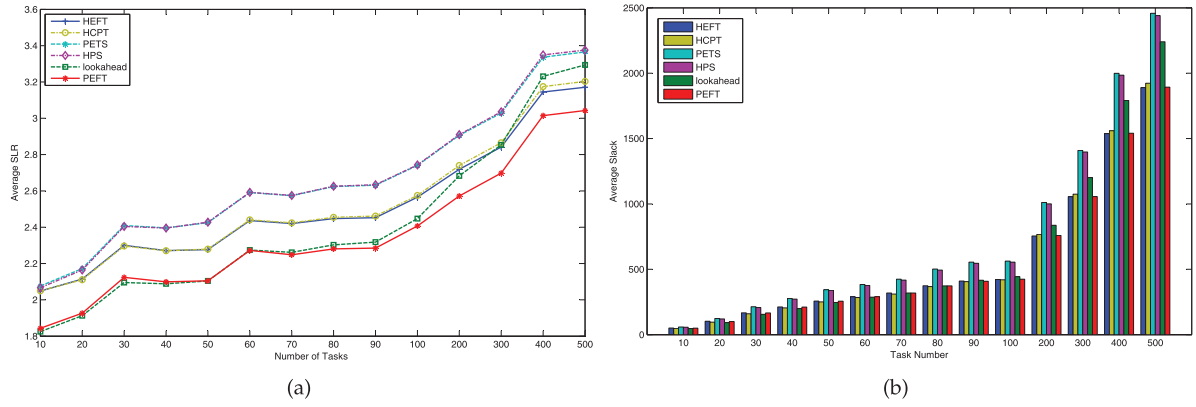 HEFT
HCPT
PETS
HPS
lookahead
PEFT
3.6
3.4
3.2
3
2.8
2.6
2.4
2.2
2
1.8
Average SLR
10 20 30 40 50 60 70 80 90 100 200 300 400 500
Number of Tasks
(a)
HEFT
HCPT
PETS
HPS
lookahead
PEFT
2500
2000
1500
1000
500
0
Average Slack
10 20 30 40 50 60 70 80 90 100 200 300 400 500
Task Number
(b)